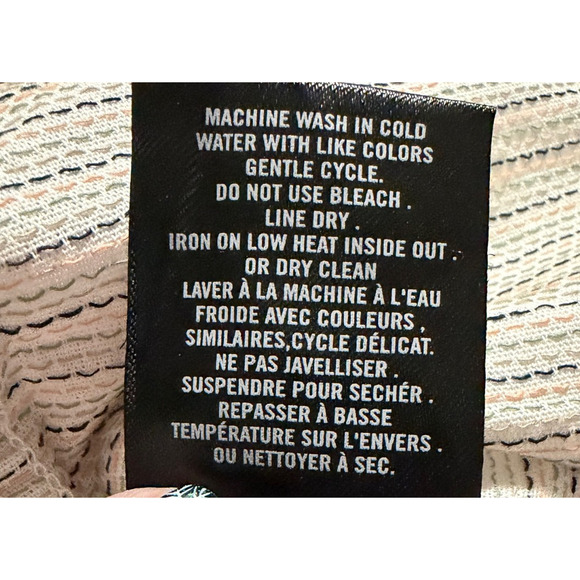 MACHINE WASH IN COLD
WATER WITH LIKE COLORS
GENTLE CYCLE.
DO NOT USE BLEACH .
LINE DRY .
IRON ON LOW HEAT INSIDE OUT .
OR DRY CLEAN
LAVER À LA MACHINE À L'EAU
FROIDE AVEC COULEURS ,
SIMILAIRES,CYCLE DÉLICAT.
NE PAS JAVELLISER .
SUSPENDRE POUR SECHÉR .
REPASSER À BASSE
TEMPÉRATURE SUR L'ENVERS .
OU NETTOYER À SEC.